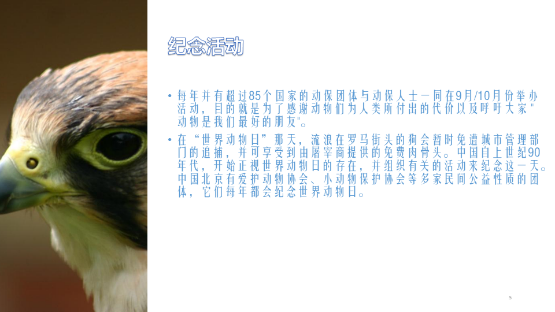 纪念活动
• 每年并有超过85个国家的动保团体与动保人士一同在9月/10月份举办
活动，目的就是为了感谢动物们为人类项付出的代价以及呼吁大家"
动物是我们最好的朋友"。
• 在“世界动物日”那天，流浪在罗马街头的狗会暂时免遭城市管理部
门的追捕，并可享受到由屠宰商提供的免费肉骨头。中国自上世纪90
年代，开始正视世界动物日的存在，并组织有关的活动来纪念这一天。
中国北京有爱护动物协会、小动物保护协会等多家民间公益性质的团
体，它们每年都会纪念世界动物日。